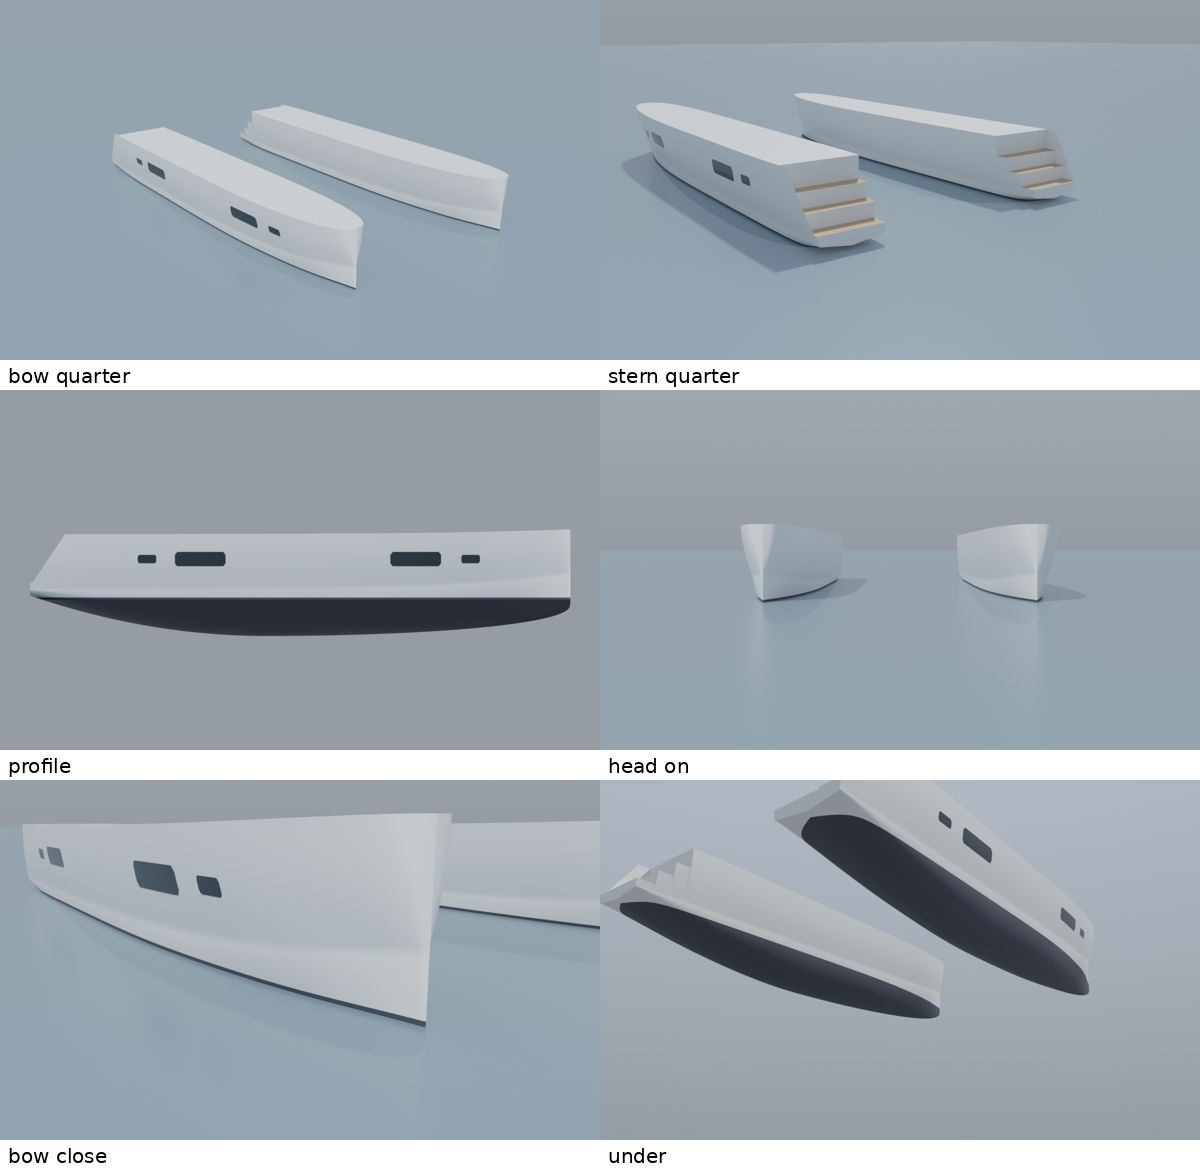 bow quarter
stern quarter
profile
head on
bow close
under